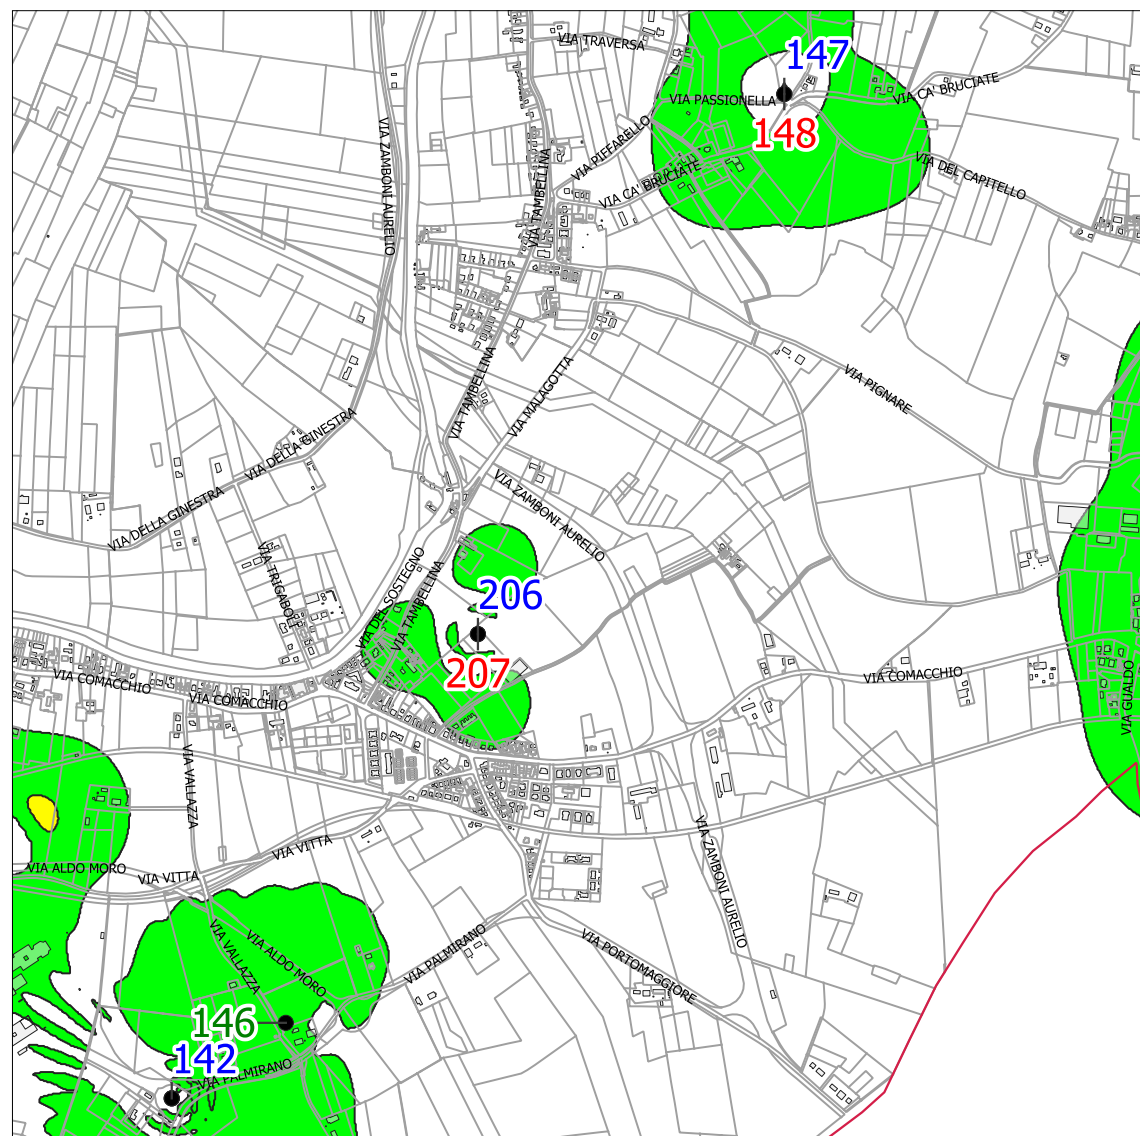 VIA TRAVERSA
147
VIA CA' BRUCIATE
VIA PASSIONELLA
148
VIA PIFFARELLO
VIA ZAMBONI AURELIO
VIA TAMBELLINA
VIA CA' BRUCIATE
VIA DEL CAPITELLO
VIA TAMBELLINA
VIA MALAGOTTA
VIA PIGNARE
VIA DELLA GINESTRA
VIA DELLA GINESTRA
VIA ZAMBONI AURELIO
VIA TRIGABOLI
VIA DEL SOSTEGNO
VIA TAMBELLINA
206
207
VIA COMACCHIO
VIA COMACCHIO
VIA COMACCHIO
VIA GUALDO
VIA VALLAZZA
VIA VITTA
VIA ALDO MORO
VIA VITTA
VIA ZAMBONI AURELIO
VIA VALLAZZA
VIA ALDO MORO
VIA PALMIRANO
VIA PORTOMAGGIORE
146
142
VIA PALMIRANO